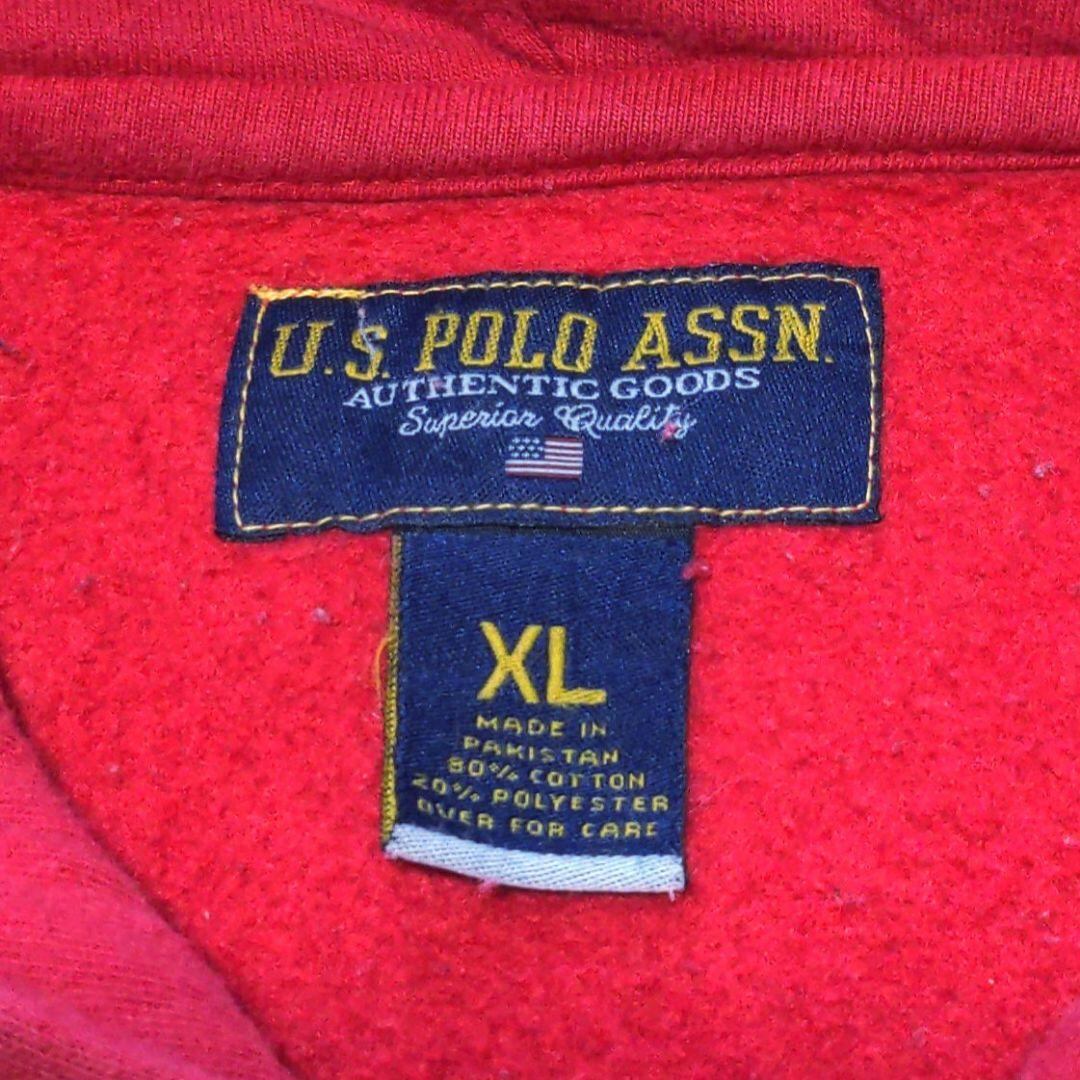 U.S. POLO ASSN.
AUTHENTIC GOODS
Superior Quality
XL
MADE IN
PAKISTAN
80% COTTON
20% POLYESTER
OVER FOR CARE